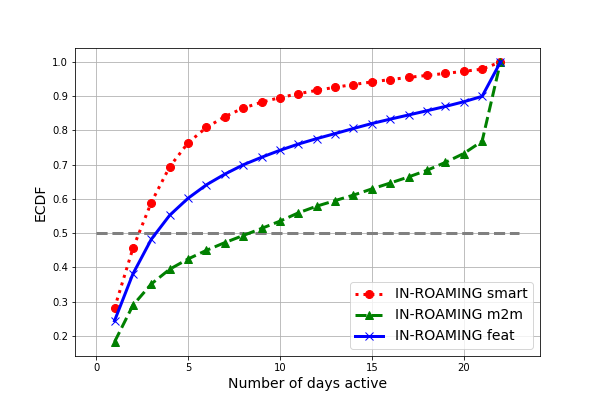 ECDF
1.0
0.9
0.8
0.7
0.6
0.5
0.4
0.3
0.2
IN-ROAMING smart
IN-ROAMING m2m
IN-ROAMING feat
0 5 10 15 20
Number of days active